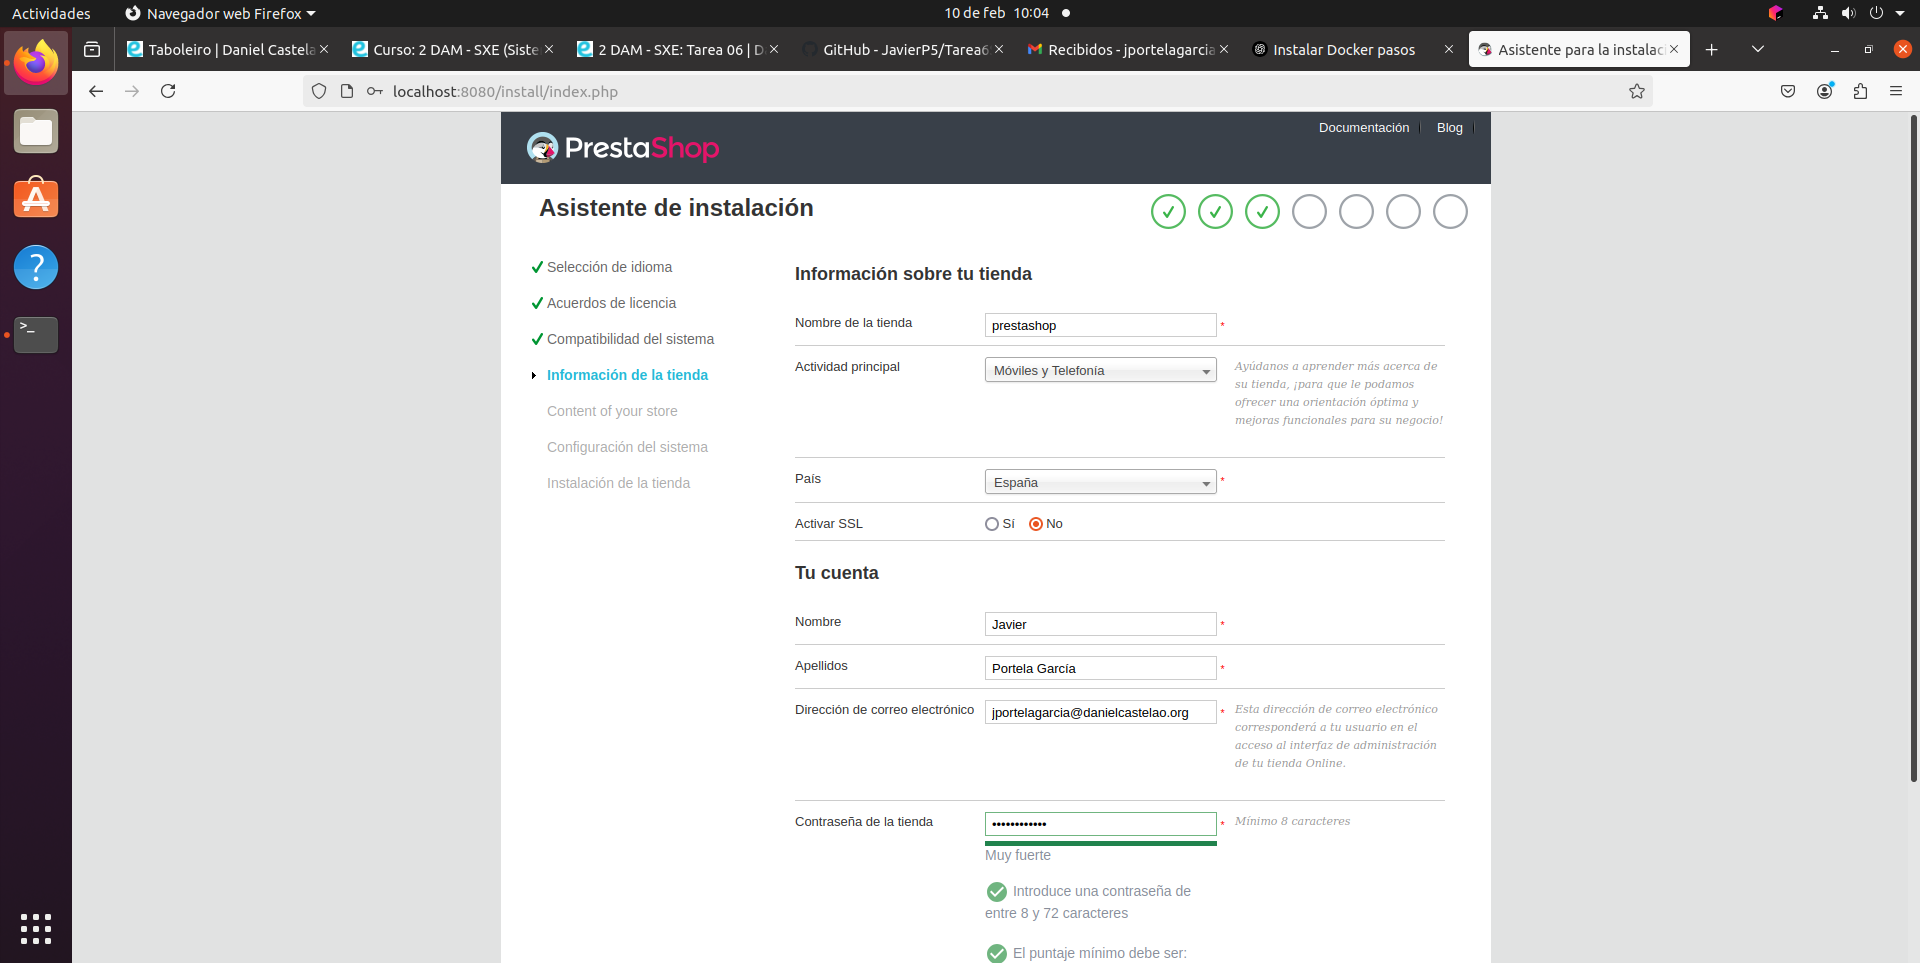 Actividades
Navegador web Firefox
10 de feb 10:04
Taboleiro | Daniel Castela
Curso: 2 DAM - SXE (Siste
2 DAM - SXE: Tarea 06 | D
GitHub - JavierP5/Tarea6
Recibidos - jportelagarcia
Instalar Docker pasos
Asistente para la instalac
localhost:8080/install/index.php
Documentación
Blog
PrestaShop
Asistente de instalación
Selección de idioma
Acuerdos de licencia
Compatibilidad del sistema
Información de la tienda
Content of your store
Configuración del sistema
Instalación de la tienda
Información sobre tu tienda
Nombre de la tienda
prestashop *
Actividad principal
Móviles y Telefonía
Ayúdanos a aprender más acerca de
su tienda, ¡para que le podamos
ofrecer una orientación óptima y
mejoras funcionales para su negocio!
País
España *
Activar SSL
Sí No
Tu cuenta
Nombre
Javier *
Apellidos
Portela García *
Dirección de correo electrónico
jportelagarcia@danielcastelao.org *
Esta dirección de correo electrónico
corresponderá a tu usuario en el
acceso al interfaz de administración
de tu tienda Online.
Contraseña de la tienda
•••••••••••• *
Mínimo 8 caracteres
Muy fuerte
Introduce una contraseña de
entre 8 y 72 caracteres
El puntaje mínimo debe ser: